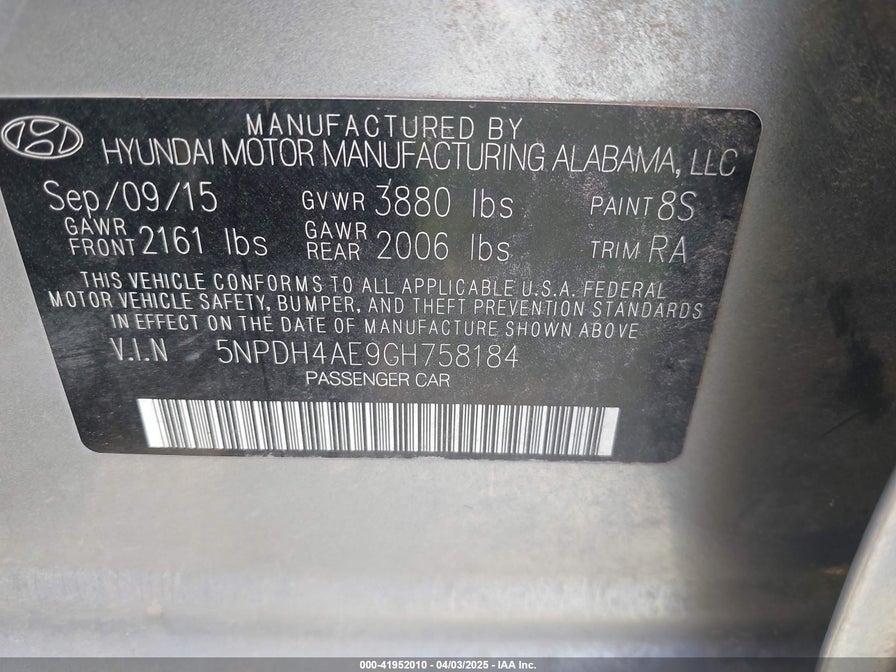 MANUFACTURED BY
HYUNDAI MOTOR MANUFACTURING ALABAMA, LLC
Sep/09/15 GVWR 3880 lbs PAINT 8S
GAWR FRONT 2161 lbs GAWR REAR 2006 lbs TRIM RA
THIS VEHICLE CONFORMS TO ALL APPLICABLE U.S.A. FEDERAL
MOTOR VEHICLE SAFETY, BUMPER, AND THEFT PREVENTION STANDARDS
IN EFFECT ON THE DATE OF MANUFACTURE SHOWN ABOVE
V.I.N 5NPDH4AE9GH758184
PASSENGER CAR
000-41952010 - 04/03/2025 - IAA Inc.